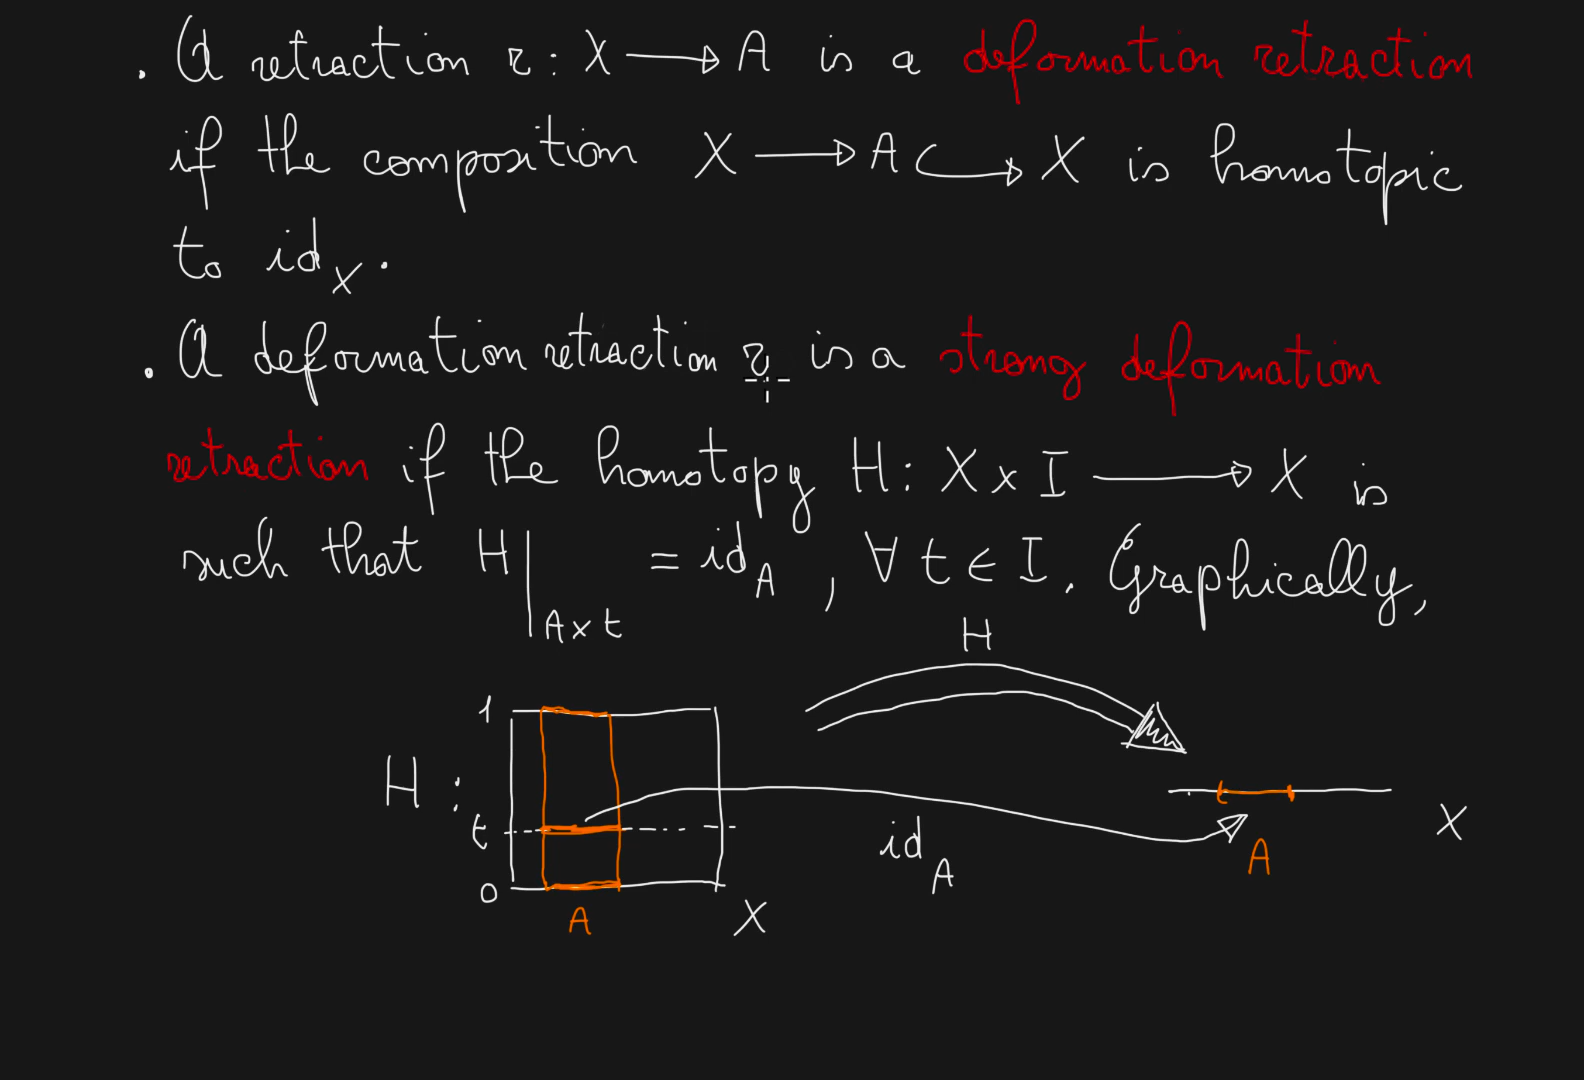 . A retraction r : X → A is a deformation retraction
if the composition X → A ↪ X is homotopic
to id_X .
. A deformation retraction r is a strong deformation
retraction if the homotopy H : X x I → X is
such that H|_{A x t} = id_A , ∀ t ∈ I. Graphically,
H
1
H :
t
0
A
X
id_A
A
X